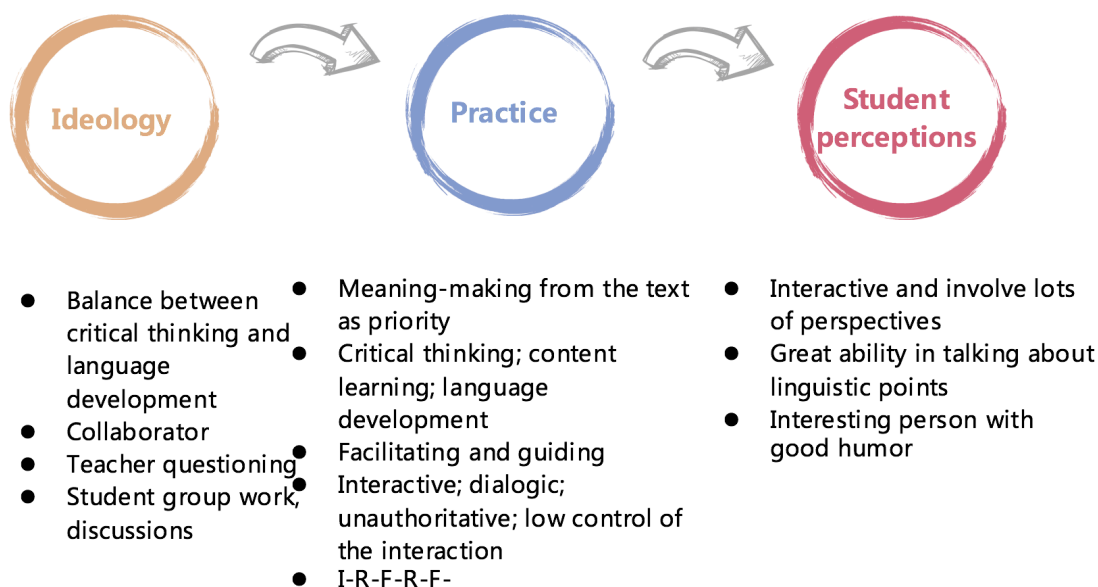 Ideology
Practice
Student
perceptions
● Balance between
critical thinking and
language
development
● Collaborator
● Teacher questioning
● Student group work,
discussions
● Meaning-making from the text
as priority
● Critical thinking; content
learning; language
development
● Facilitating and guiding
● Interactive; dialogic;
unauthoritative; low control of
the interaction
● I-R-F-R-F-
● Interactive and involve lots
of perspectives
● Great ability in talking about
linguistic points
● Interesting person with
good humor